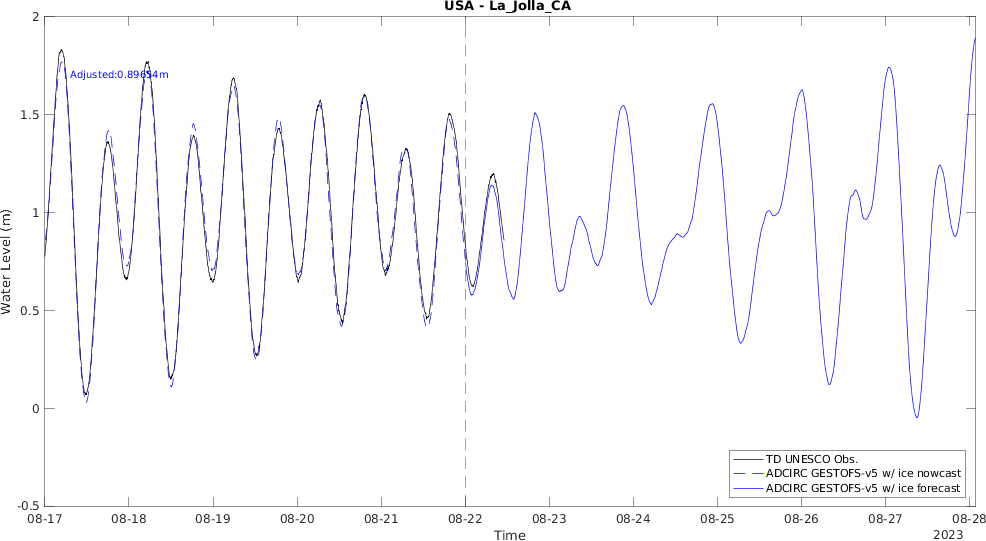 USA - La_Jolla_CA
Adjusted:0.89654m
Water Level (m)
2
1.5
1
0.5
0
-0.5
TD UNESCO Obs.
ADCIRC GESTOFS-v5 w/ ice nowcast
ADCIRC GESTOFS-v5 w/ ice forecast
08-17 08-18 08-19 08-20 08-21 08-22 08-23 08-24 08-25 08-26 08-27 08-28
Time
2023